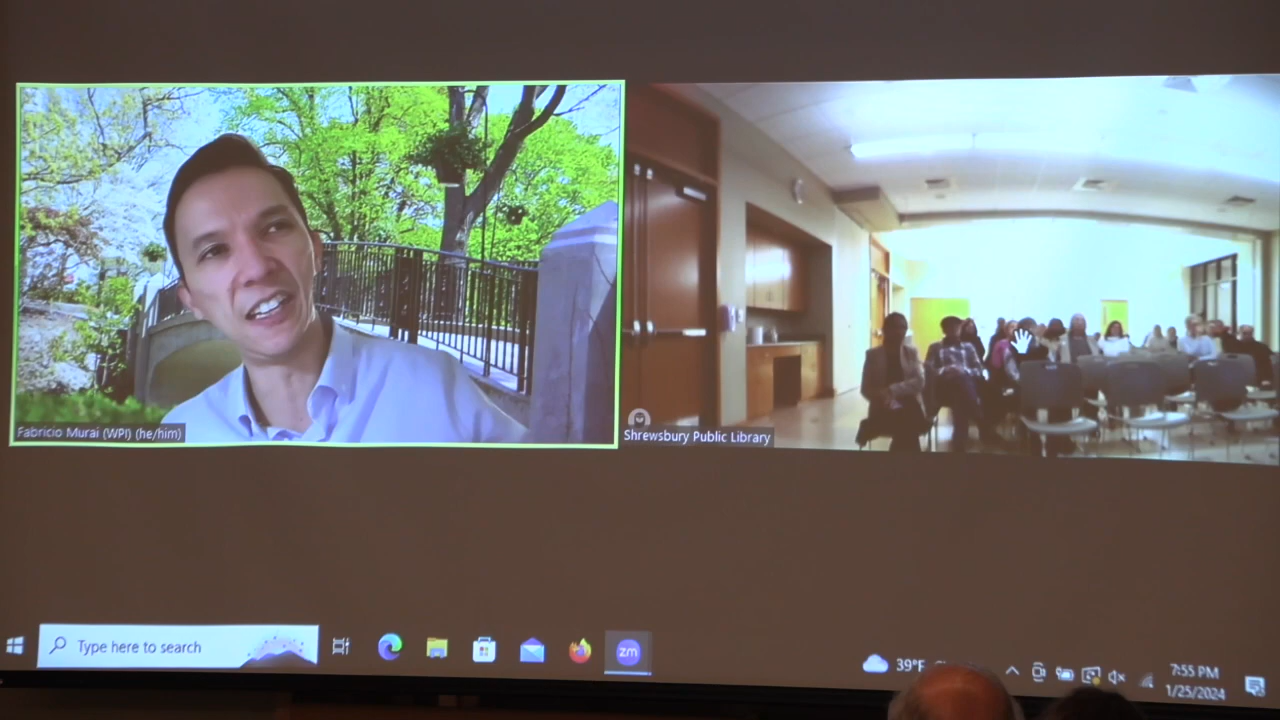 Fabricio Murai (WPI) (he/him)
Shrewsbury Public Library
Type here to search
zm
39°F
7:55 PM
1/25/2024